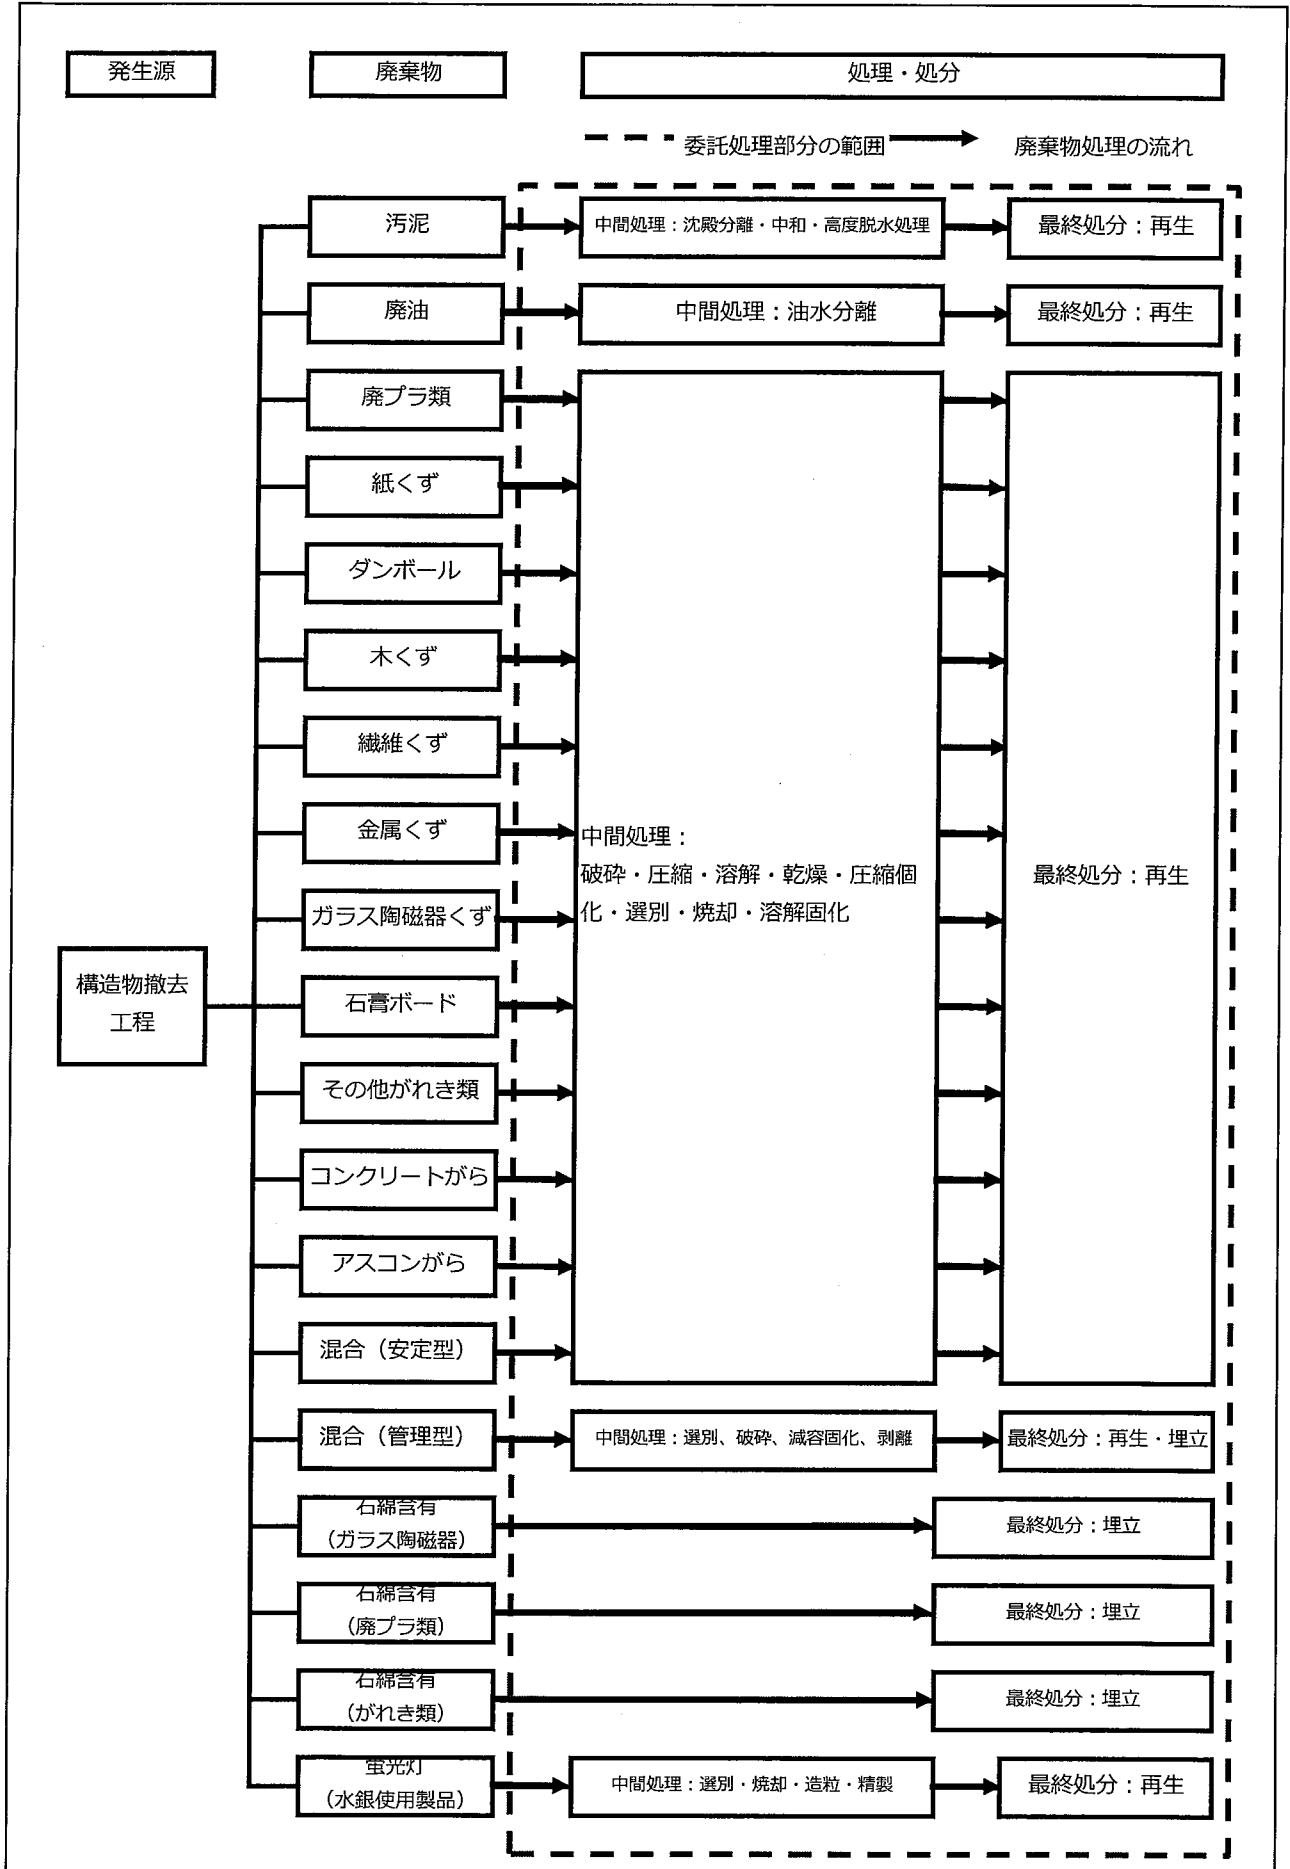 発生源
廃棄物
処理・処分
委託処理部分の範囲
廃棄物処理の流れ
汚泥
中間処理：沈殿分離・中和・高度脱水処理
最終処分：再生
廃油
中間処理：油水分離
最終処分：再生
廃プラ類
紙くず
ダンボール
木くず
繊維くず
金属くず
ガラス陶磁器くず
石膏ボード
その他がれき類
コンクリートがら
アスコンがら
混合（安定型）
中間処理：
破砕・圧縮・溶解・乾燥・圧縮個
化・選別・焼却・溶解固化
最終処分：再生
構造物撤去
工程
混合（管理型）
中間処理：選別、破砕、減容固化、剥離
最終処分：再生・埋立
石綿含有
（ガラス陶磁器）
最終処分：埋立
石綿含有
（廃プラ類）
最終処分：埋立
石綿含有
（がれき類）
最終処分：埋立
蛍光灯
（水銀使用製品）
中間処理：選別・焼却・造粒・精製
最終処分：再生